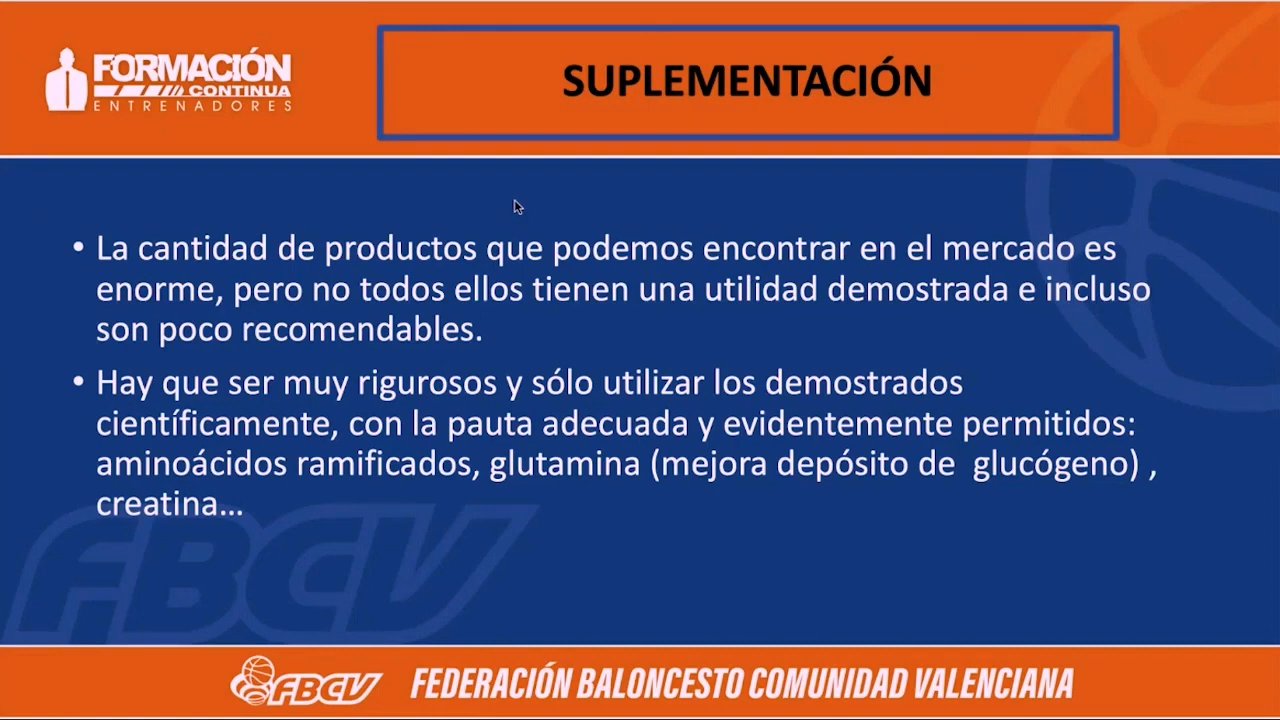 FORMACIÓN
CONTINUA
ENTRENADORES
SUPLEMENTACIÓN
• La cantidad de productos que podemos encontrar en el mercado es
enorme, pero no todos ellos tienen una utilidad demostrada e incluso
son poco recomendables.
• Hay que ser muy rigurosos y sólo utilizar los demostrados
científicamente, con la pauta adecuada y evidentemente permitidos:
aminoácidos ramificados, glutamina (mejora depósito de  glucógeno) ,
creatina...
FBCV
FBCV FEDERACIÓN BALONCESTO COMUNIDAD VALENCIANA